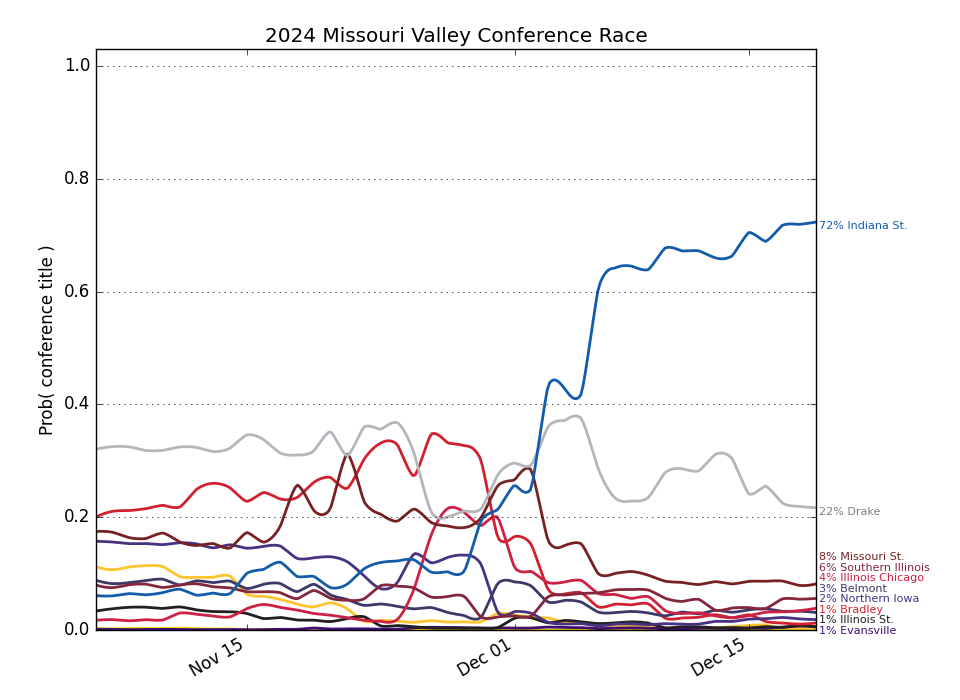 2024 Missouri Valley Conference Race
Prob( conference title )
1.0
0.8
0.6
0.4
0.2
0.0
Nov 15
Dec 01
Dec 15
72% Indiana St.
22% Drake
8% Missouri St.
6% Southern Illinois
4% Illinois Chicago
3% Belmont
2% Northern Iowa
1% Bradley
1% Illinois St.
1% Evansville